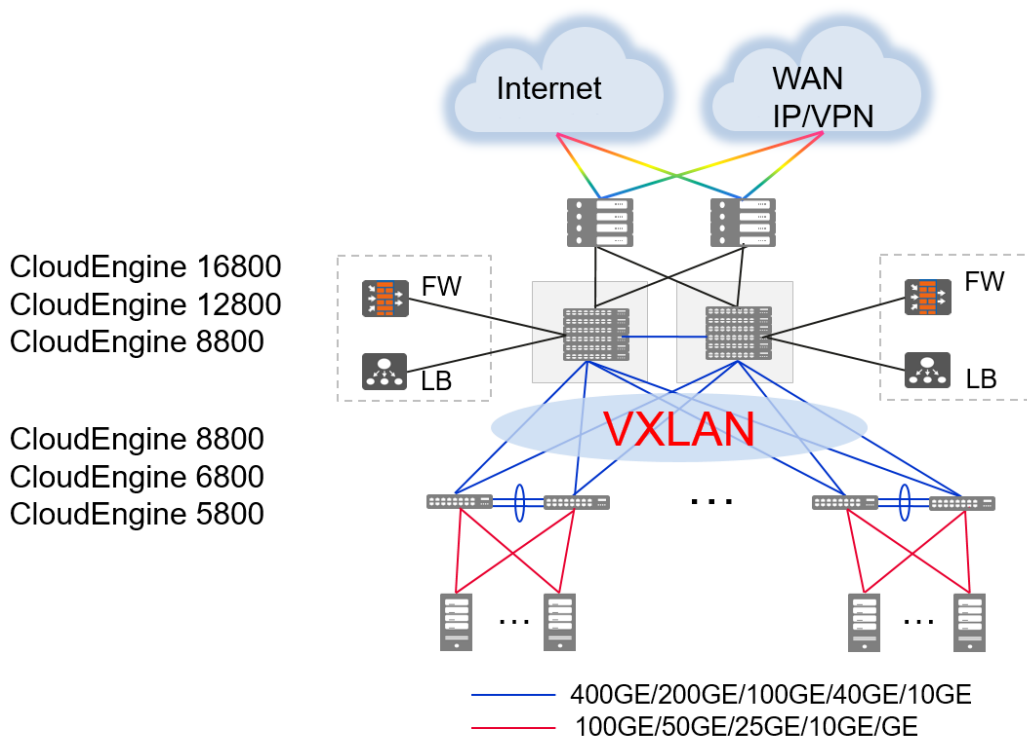 Internet
WAN
IP/VPN
CloudEngine 16800
CloudEngine 12800
CloudEngine 8800
FW
LB
FW
LB
VXLAN
CloudEngine 8800
CloudEngine 6800
CloudEngine 5800
...
...
...
400GE/200GE/100GE/40GE/10GE
100GE/50GE/25GE/10GE/GE